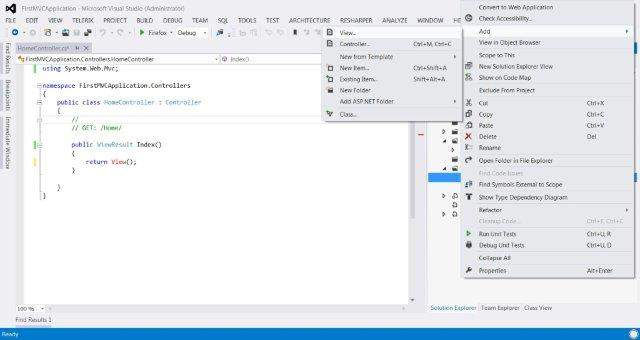 FirstMVCApplication - Microsoft Visual Studio (Administrator)
FILE EDIT VIEW TELERIK PROJECT BUILD DEBUG TEAM SQL TOOLS TEST ARCHITECTURE RESHARPER ANALYZE WINDOW
Firefox Debug
HomeController.cs*
FirstMVCApplication.Controllers.HomeController
Index()
Find Results
Breakpoints
Immediate Window
using System.Web.Mvc;
namespace FirstMVCApplication.Controllers
{
public class HomeController : Controller
{
//
// GET: /Home/
public ViewResult Index()
{
return View();
}
}
}
View...
Controller... Ctrl+M, Ctrl+C
New from Template
New Item... Ctrl+Shift+A
Existing Item... Shift+Alt+A
New Folder
Add ASP.NET Folder
Class...
Convert to Web Application
Check Accessibility...
Add
View in Object Browser
Scope to This
New Solution Explorer View
Show on Code Map
Exclude From Project
Cut Ctrl+X
Copy Ctrl+C
Paste Ctrl+V
Delete Del
Rename
Open Folder in File Explorer
Find Code Issues
Find Symbols External to Scope
Show Type Dependency Diagram
Refactor
Cleanup Code... Ctrl+E, Ctrl+C
Run Unit Tests Ctrl+U, R
Debug Unit Tests Ctrl+U, D
Collapse All
Properties Alt+Enter
100 %
Solution Explorer Team Explorer Class View
Find Results 1
Ready